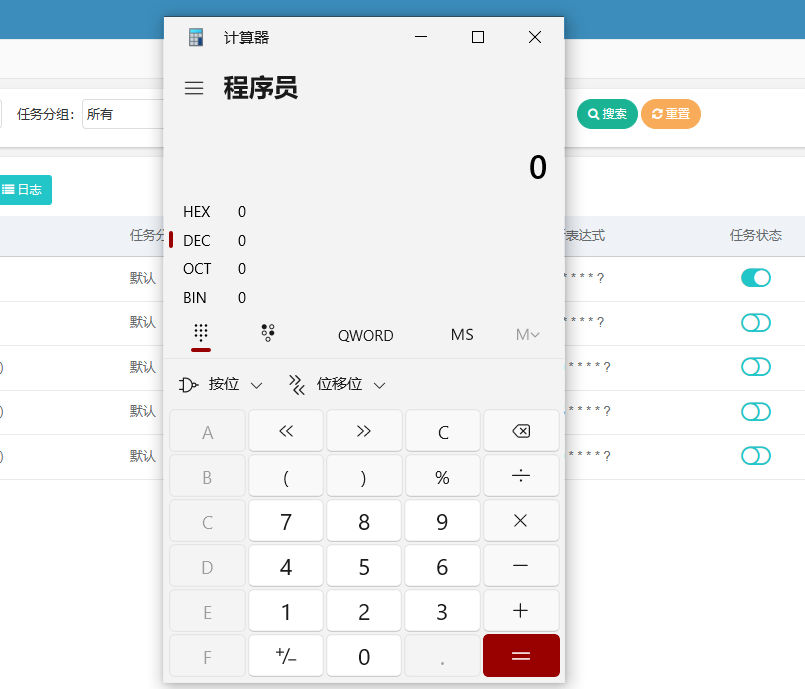 计算器
程序员
任务分组： 所有
搜索 重置
0
日志
HEX 0
任务分 表达式 任务状态
DEC 0
OCT 0
默认 * * * * ?
BIN 0
默认 * * * * ?
QWORD MS M
) 默认 * * * * ?
按位 位移位
) 默认 * * * * ?
A << >> C
) 默认 * * * * ?
B ( ) % ÷
C 7 8 9 ×
D 4 5 6 −
E 1 2 3 +
F +/− 0 . =